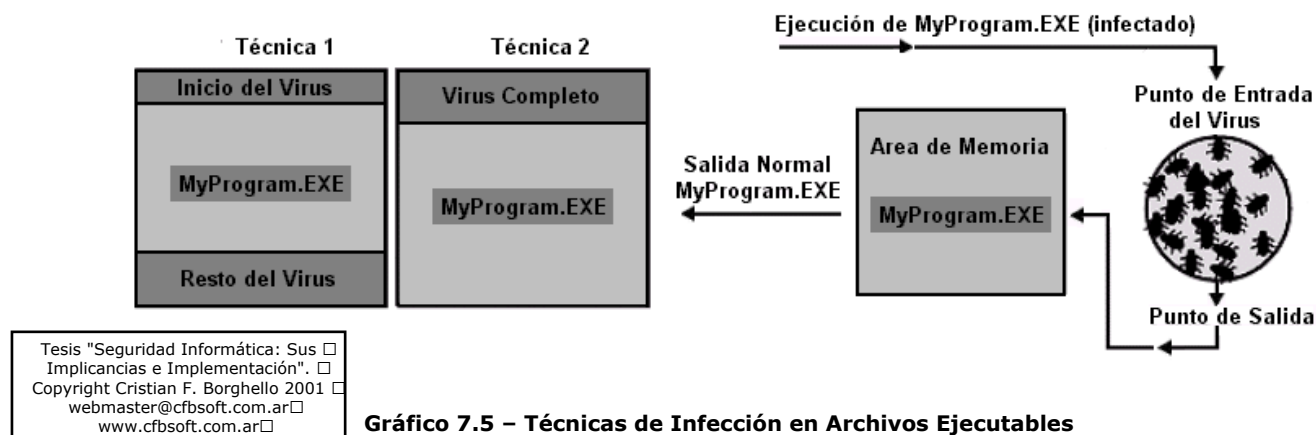 Técnica 1
Técnica 2
Inicio del Virus
MyProgram.EXE
Resto del Virus
Virus Completo
MyProgram.EXE
Ejecución de MyProgram.EXE (infectado)
Punto de Entrada
del Virus
Area de Memoria
MyProgram.EXE
Salida Normal
MyProgram.EXE
Punto de Salida
Tesis "Seguridad Informática: Sus □
Implicancias e Implementación". □
Copyright Cristian F. Borghello 2001 □
webmaster@cfbsoft.com.ar□
www.cfbsoft.com.ar□
Gráfico 7.5 – Técnicas de Infección en Archivos Ejecutables